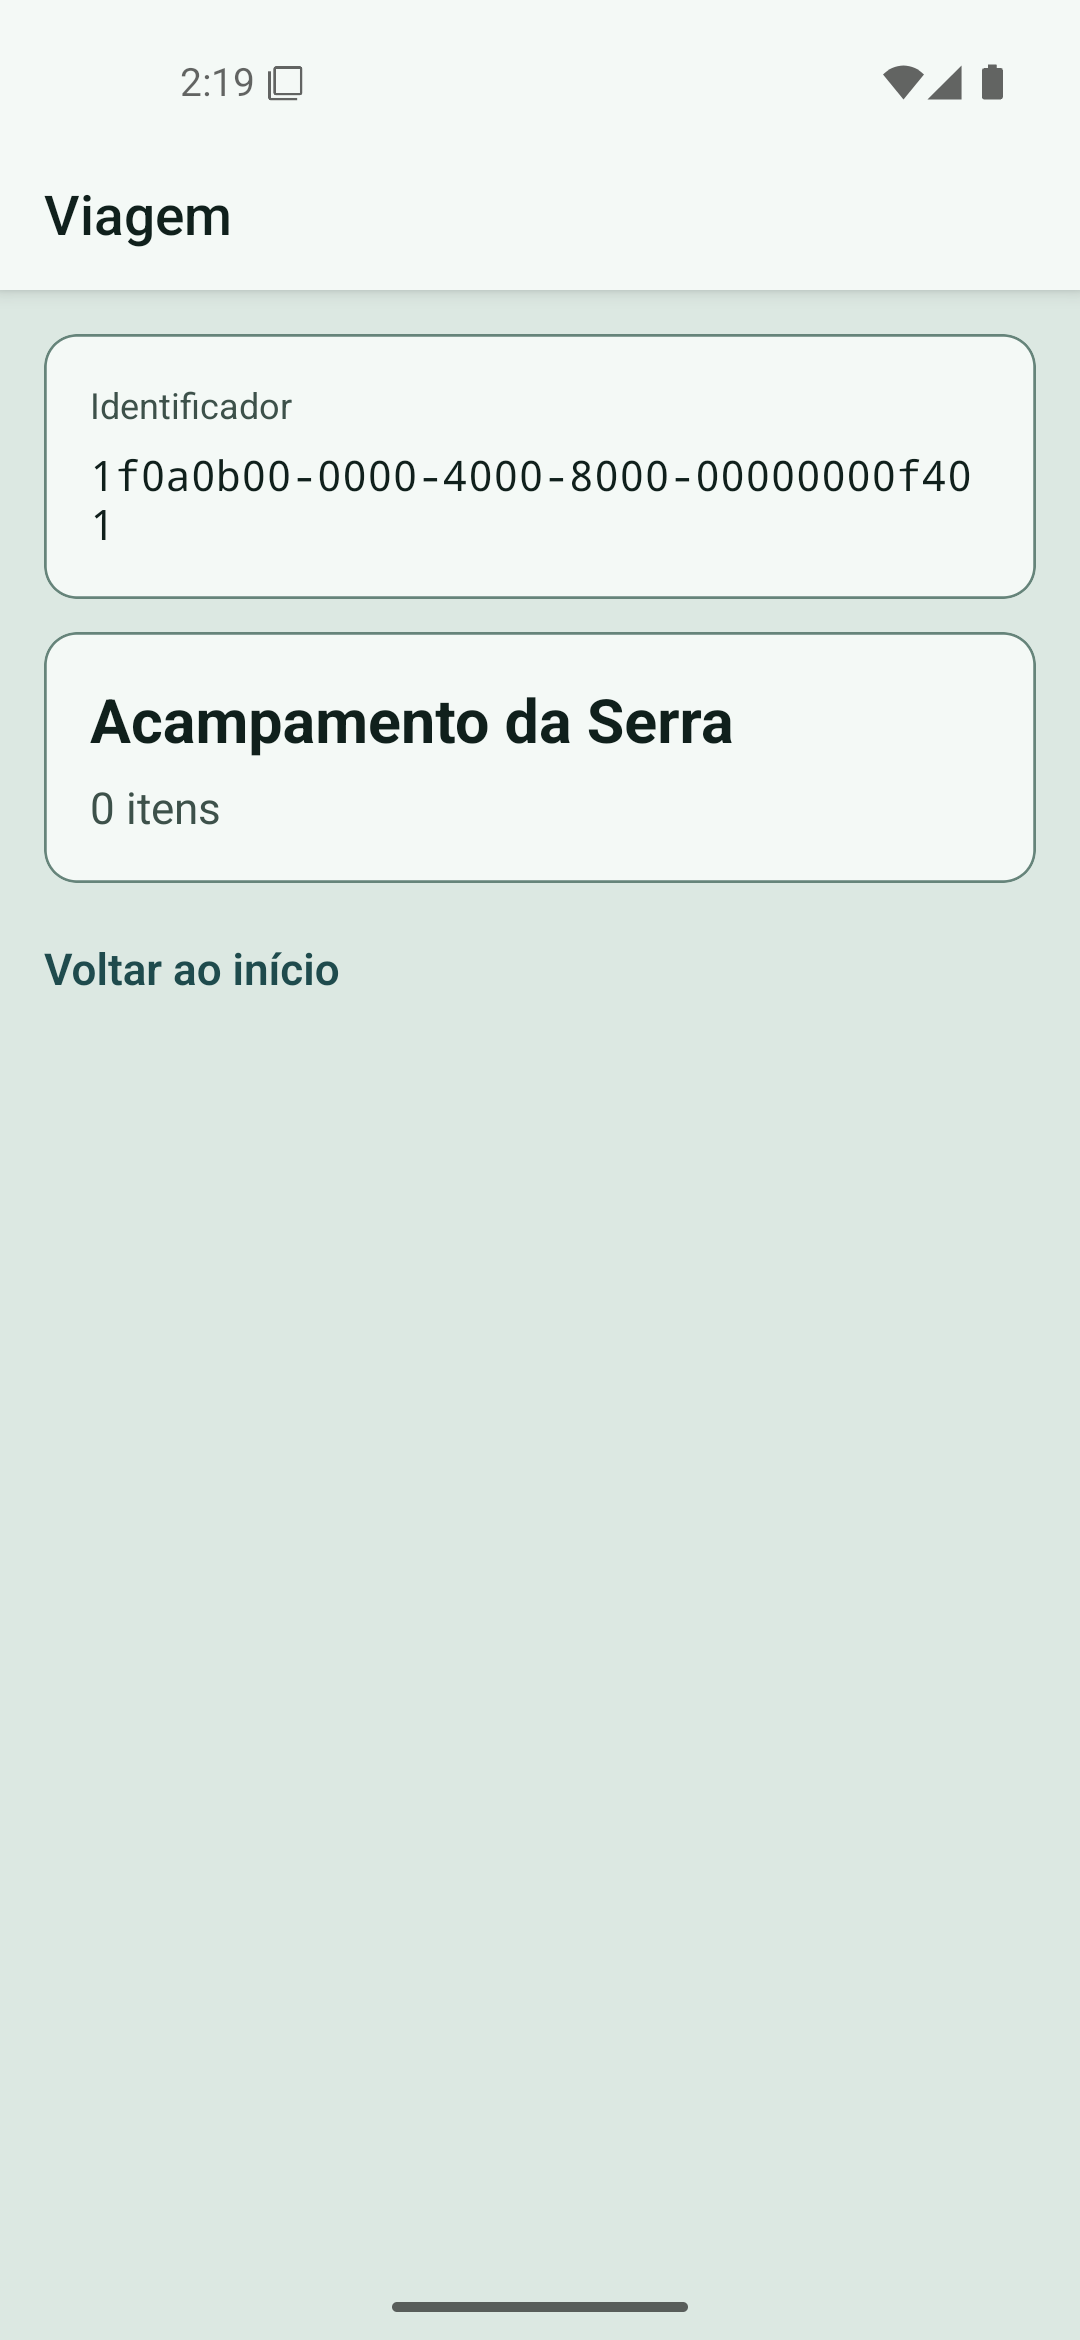 2:19
Viagem
Identificador
1f0a0b00-0000-4000-8000-00000000f40
1
Acampamento da Serra
0 itens
Voltar ao início